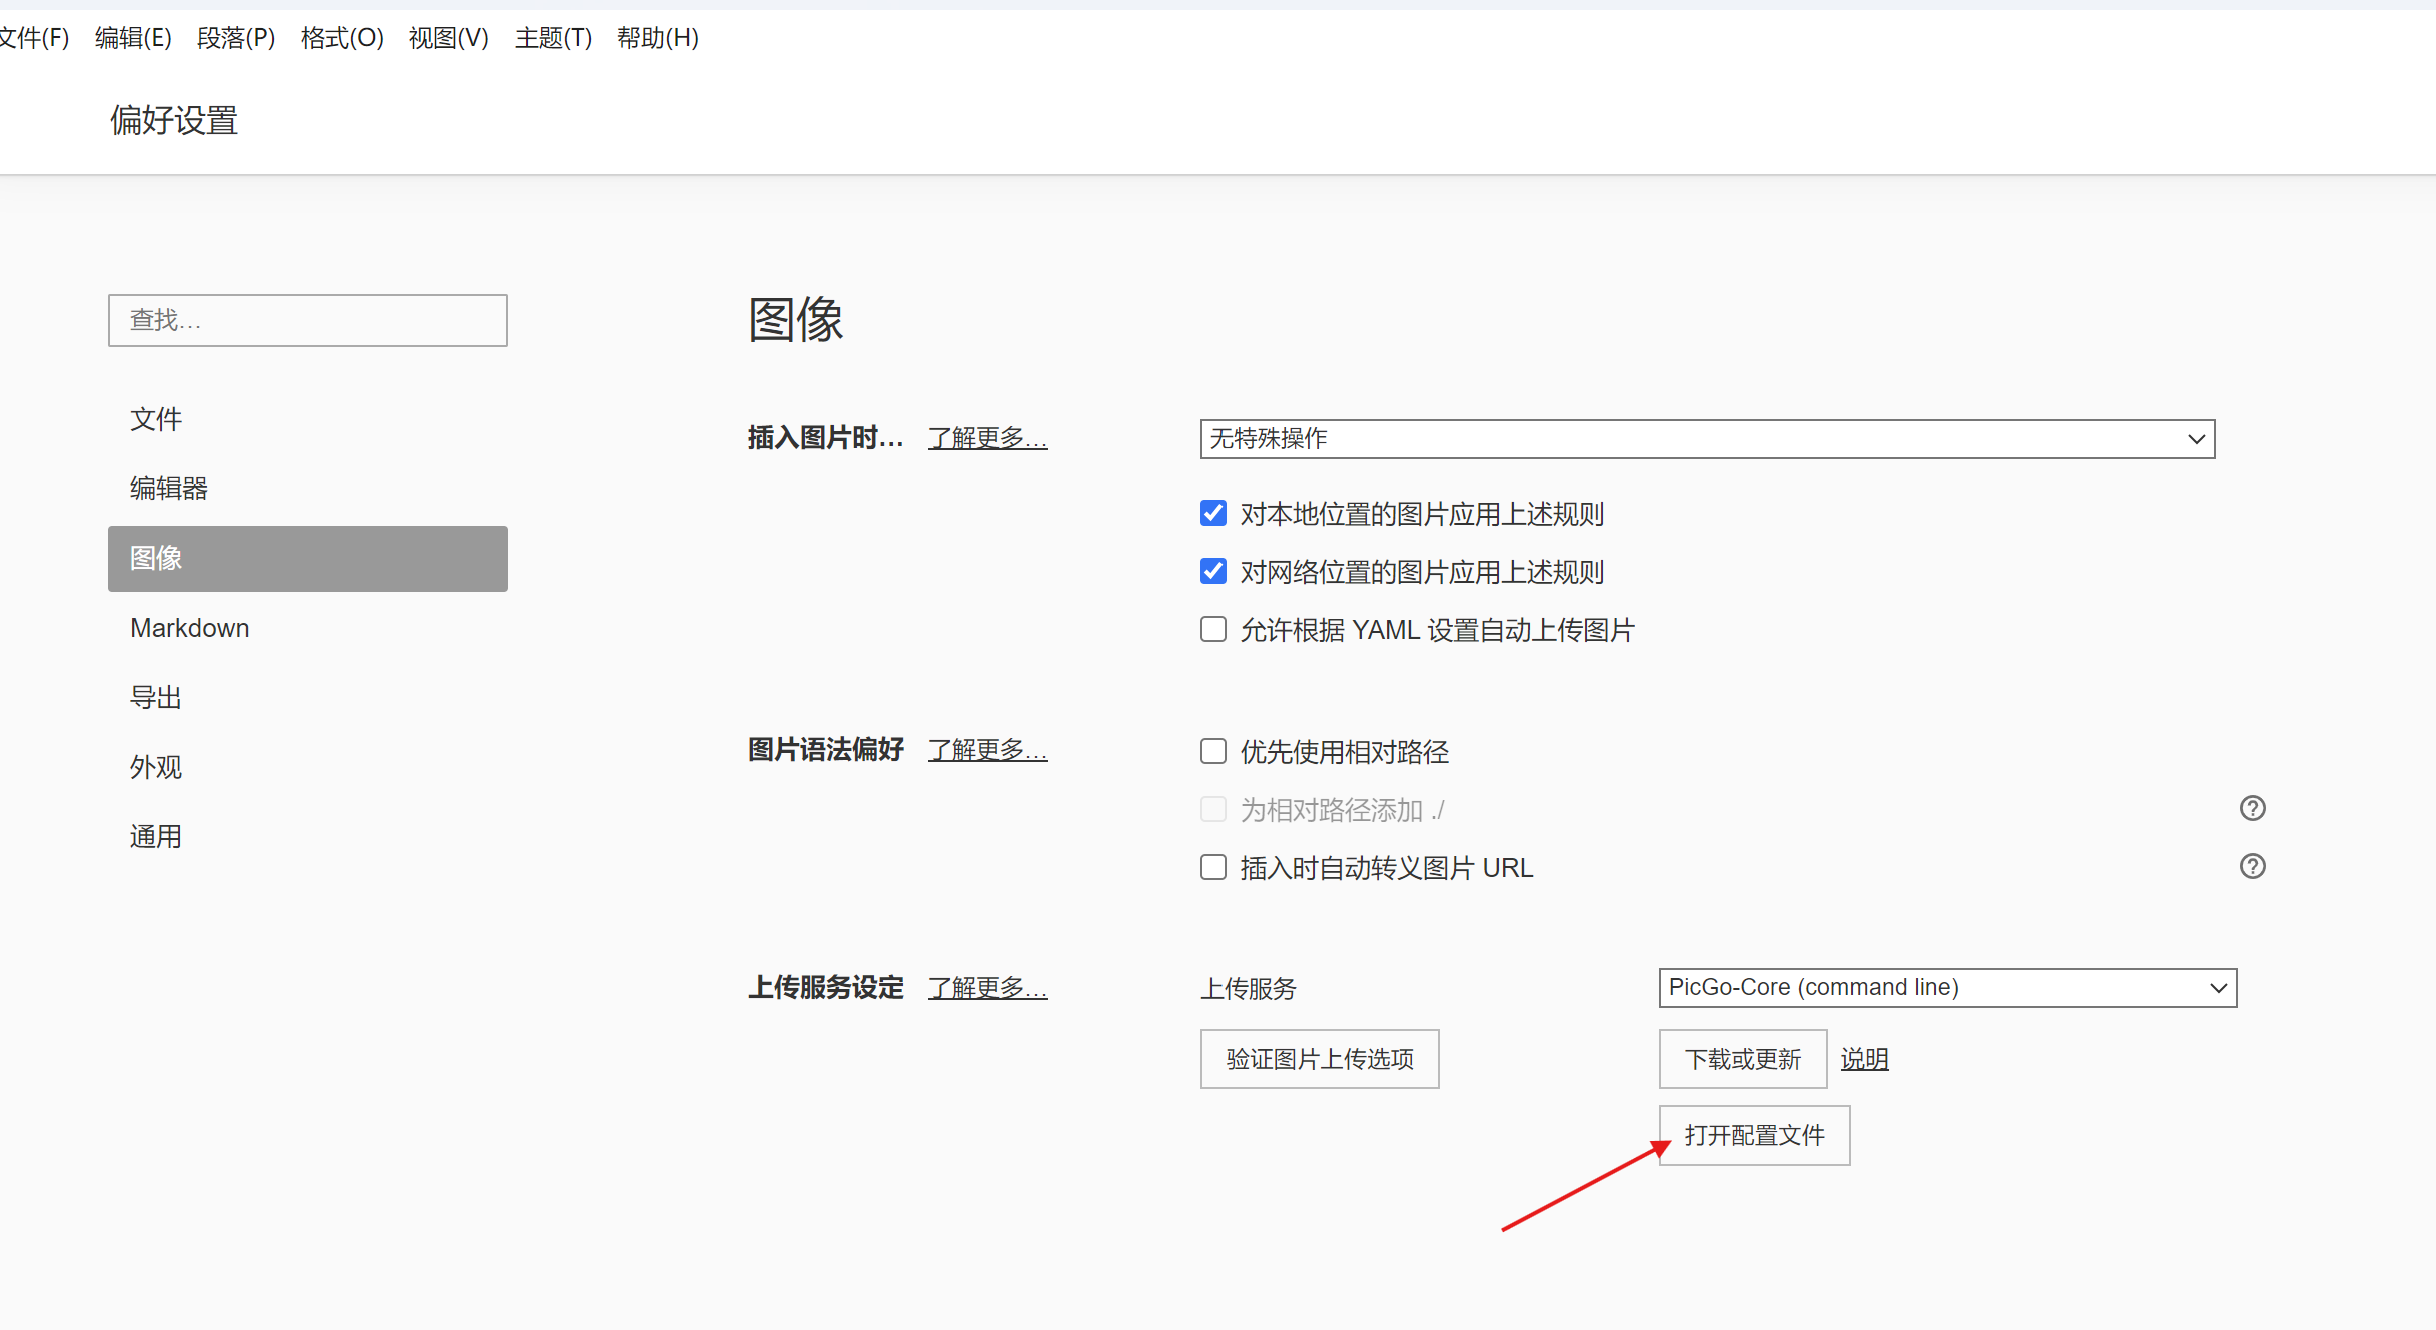 文件(F) 编辑(E) 段落(P) 格式(O) 视图(V) 主题(T) 帮助(H)
偏好设置
查找…
文件
编辑器
图像
Markdown
导出
外观
通用
图像
插入图片时… 了解更多…
无特殊操作
对本地位置的图片应用上述规则
对网络位置的图片应用上述规则
允许根据 YAML 设置自动上传图片
图片语法偏好 了解更多…
优先使用相对路径
为相对路径添加 ./
插入时自动转义图片 URL
上传服务设定 了解更多…
上传服务 PicGo-Core (command line)
验证图片上传选项 下载或更新 说明
打开配置文件